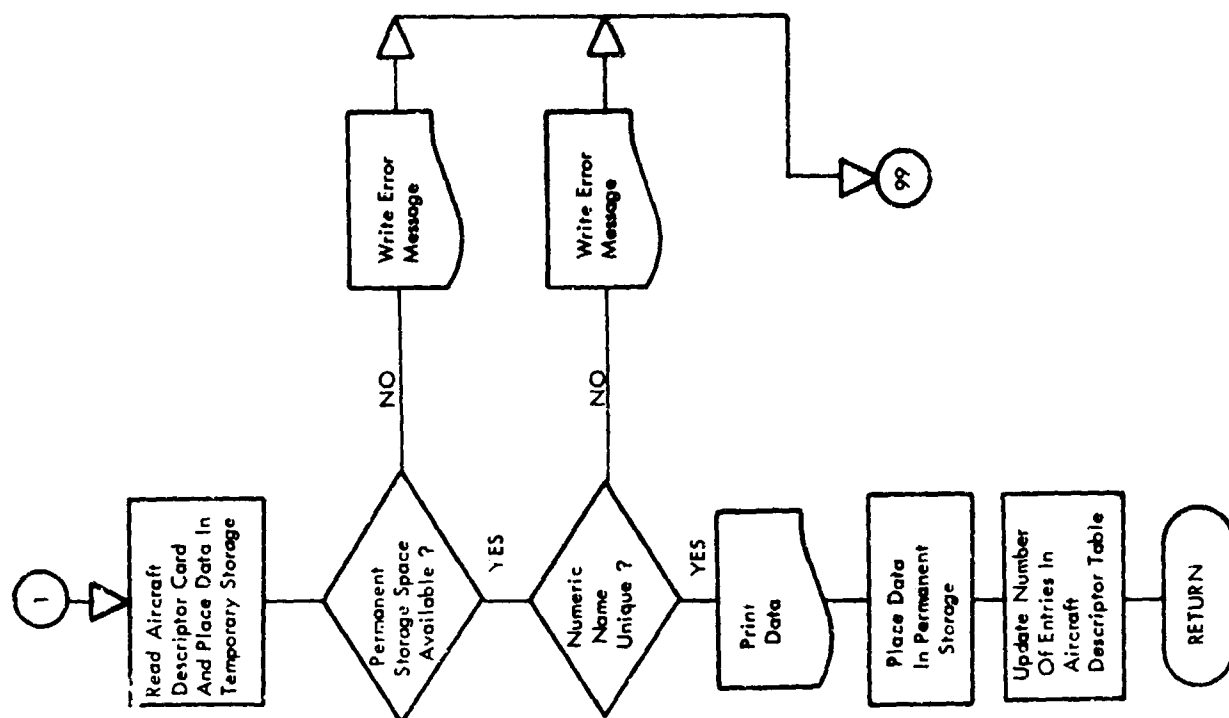 1
Read Aircraft
Descriptor Card
And Place Data In
Temporary Storage
Permanent
Storage Space
Available ?
NO
Write Error
Message
YES
Numeric
Name
Unique ?
NO
Write Error
Message
99
YES
Print
Data
Place Data
In Permanent
Storage
Update Number
Of Entries In
Aircraft
Descriptor Table
RETURN